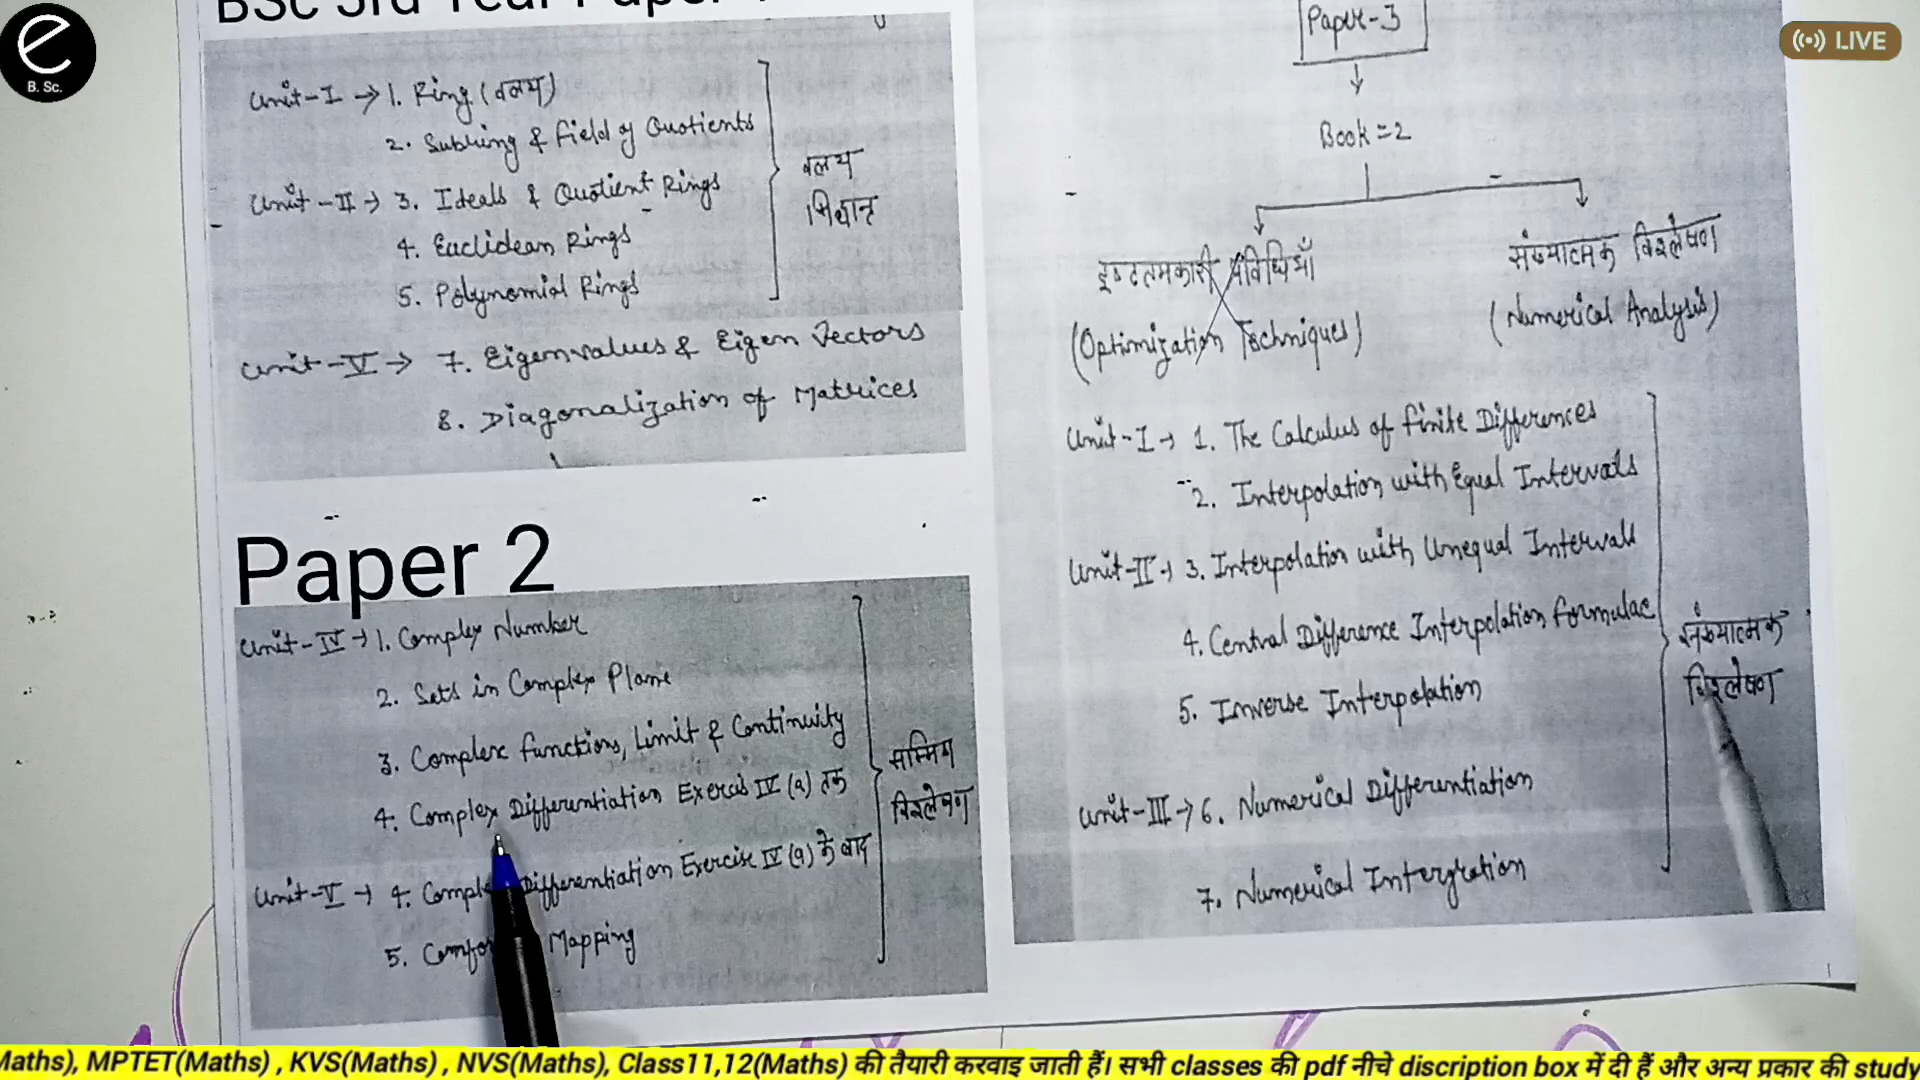 e
B. Sc.
LIVE
BSc 3rd Year Paper
Unit-I → 1. Ring (वलय)
2. Subring & Field of Quotients
Unit-II → 3. Ideals & Quotient Rings
4. Euclidean Rings
5. Polynomial Rings
वलय
सिद्धान्त
Unit-V → 7. Eigenvalues & Eigen Vectors
8. Diagonalization of Matrices
Paper 2
Unit-IV → 1. Complex Number
2. Sets in Complex Plane
3. Complex Functions, Limit & Continuity
4. Complex Differentiation Exercis IV (a) तक
Unit-V → 4. Comple Differentiation Exercise IV (a) के बाद
5. Comfo Mapping
सम्मिश्र
विश्लेषण
Paper-3
Book=2
इष्टतमकारी प्रविधियाँ
(Optimization Techniques)
संख्यात्मक विश्लेषण
(Numerical Analysis)
Unit-I → 1. The Calculus of Finite Differences
2. Interpolation with Equal Intervals
Unit-II → 3. Interpolation with Unequal Intervals
4. Central Difference Interpolation Formulae
5. Inverse Interpolation
Unit-III → 6. Numerical Differentiation
7. Numerical Intergration
संख्यात्मक
विश्लेषण
Maths), MPTET(Maths) , KVS(Maths) , NVS(Maths), Class11,12(Maths) की तैयारी करवाइ जाती हैं। सभी classes की pdf नीचे discription box में दी हैं और अन्य प्रकार की study